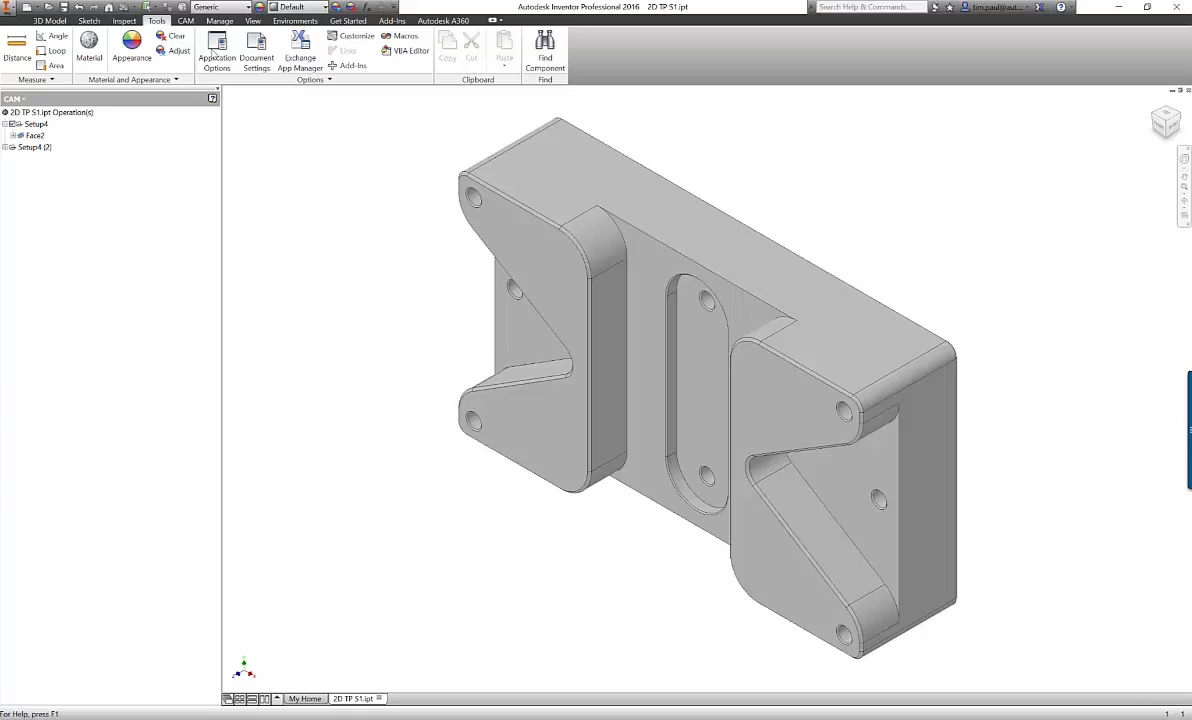 Generic
Default
Autodesk Inventor Professional 2016 2D TP S1.ipt
Search Help & Commands...
tim.paul@aut...
3D Model Sketch Inspect Tools CAM Manage View Environments Get Started Add-Ins Autodesk A360
Distance
Angle
Loop
Area
Measure
Material
Appearance
Clear
Adjust
Material and Appearance
Application
Options
Document
Settings
Exchange
App Manager
Customize
Links
Add-Ins
Macros
VBA Editor
Options
Copy
Cut
Paste
Clipboard
Find
Component
Find
CAM
2D TP S1.ipt Operation(s)
Setup4
Face2
Setup4 (2)
My Home
2D TP S1.ipt
For Help, press F1
1 1